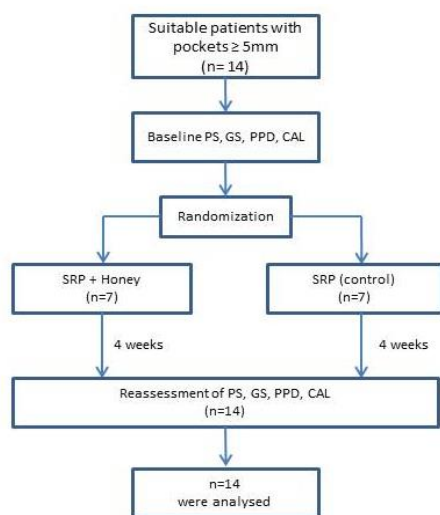 Suitable patients with
pockets ≥ 5mm
(n= 14)
Baseline PS, GS, PPD, CAL
Randomization
SRP + Honey
(n=7)
SRP (control)
(n=7)
4 weeks
4 weeks
Reassessment of PS, GS, PPD, CAL
(n=14)
n=14
were analysed